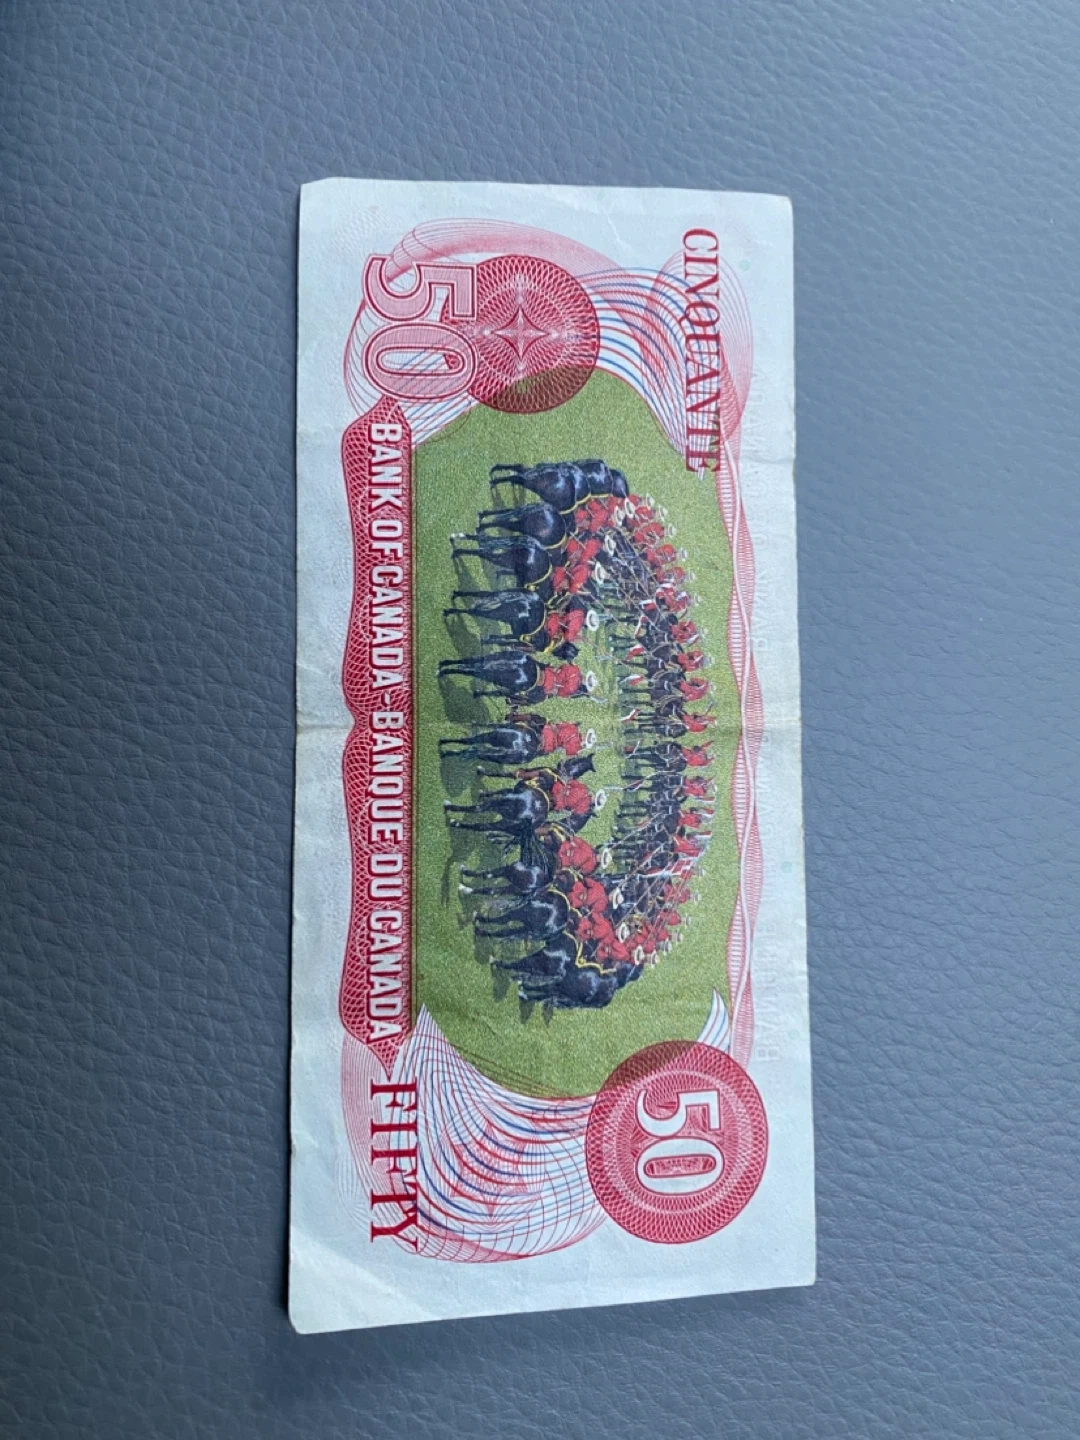 CINQUANTE
50
50
BANK OF CANADA - BANQUE DU CANADA
FIFTY